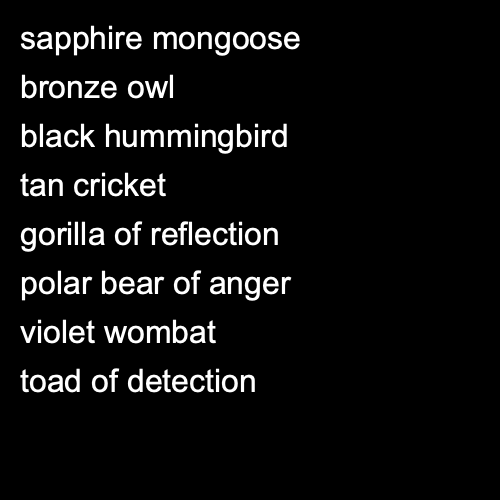 sapphire mongoose
bronze owl
black hummingbird
tan cricket
gorilla of reflection
polar bear of anger
violet wombat
toad of detection